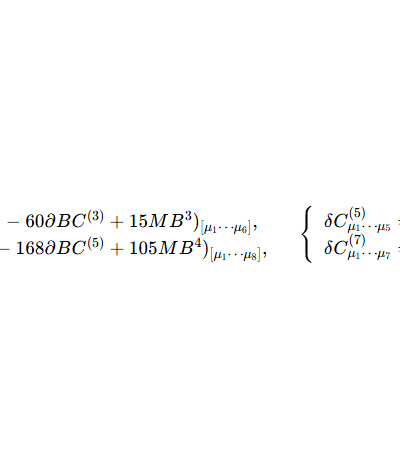 − 60∂BC^{(3)} + 15MB^3)_{[μ_1⋯μ_6]}, { δC^{(5)}_{μ_1⋯μ_5} =
− 168∂BC^{(5)} + 105MB^4)_{[μ_1⋯μ_8]}, δC^{(7)}_{μ_1⋯μ_7} =